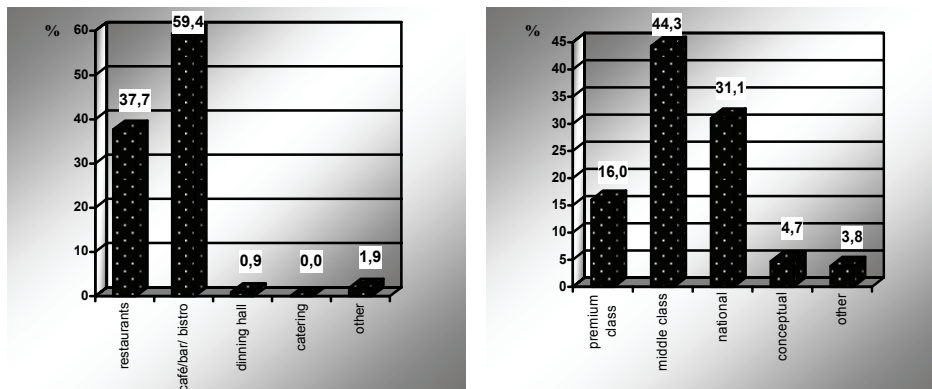 %
60
50
40
30
20
10
0
37,7
59,4
0,9
0,0
1,9
restaurants
café/bar/ bistro
dinning hall
catering
other
%
45
40
35
30
25
20
15
10
5
0
16,0
44,3
31,1
4,7
3,8
premium
class
middle class
national
conceptual
other